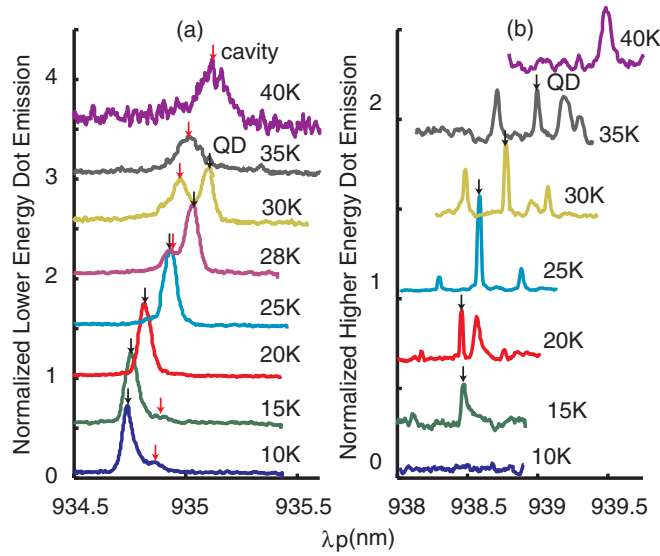 (a)
(b)
Normalized Lower Energy Dot Emission
4
3
2
1
0
cavity
40K
35K
QD
30K
28K
25K
20K
15K
10K
934.5
935
935.5
Normalized Higher Energy Dot Emission
2
1
0
40K
QD
35K
30K
25K
20K
15K
10K
938
938.5
939
939.5
λp(nm)